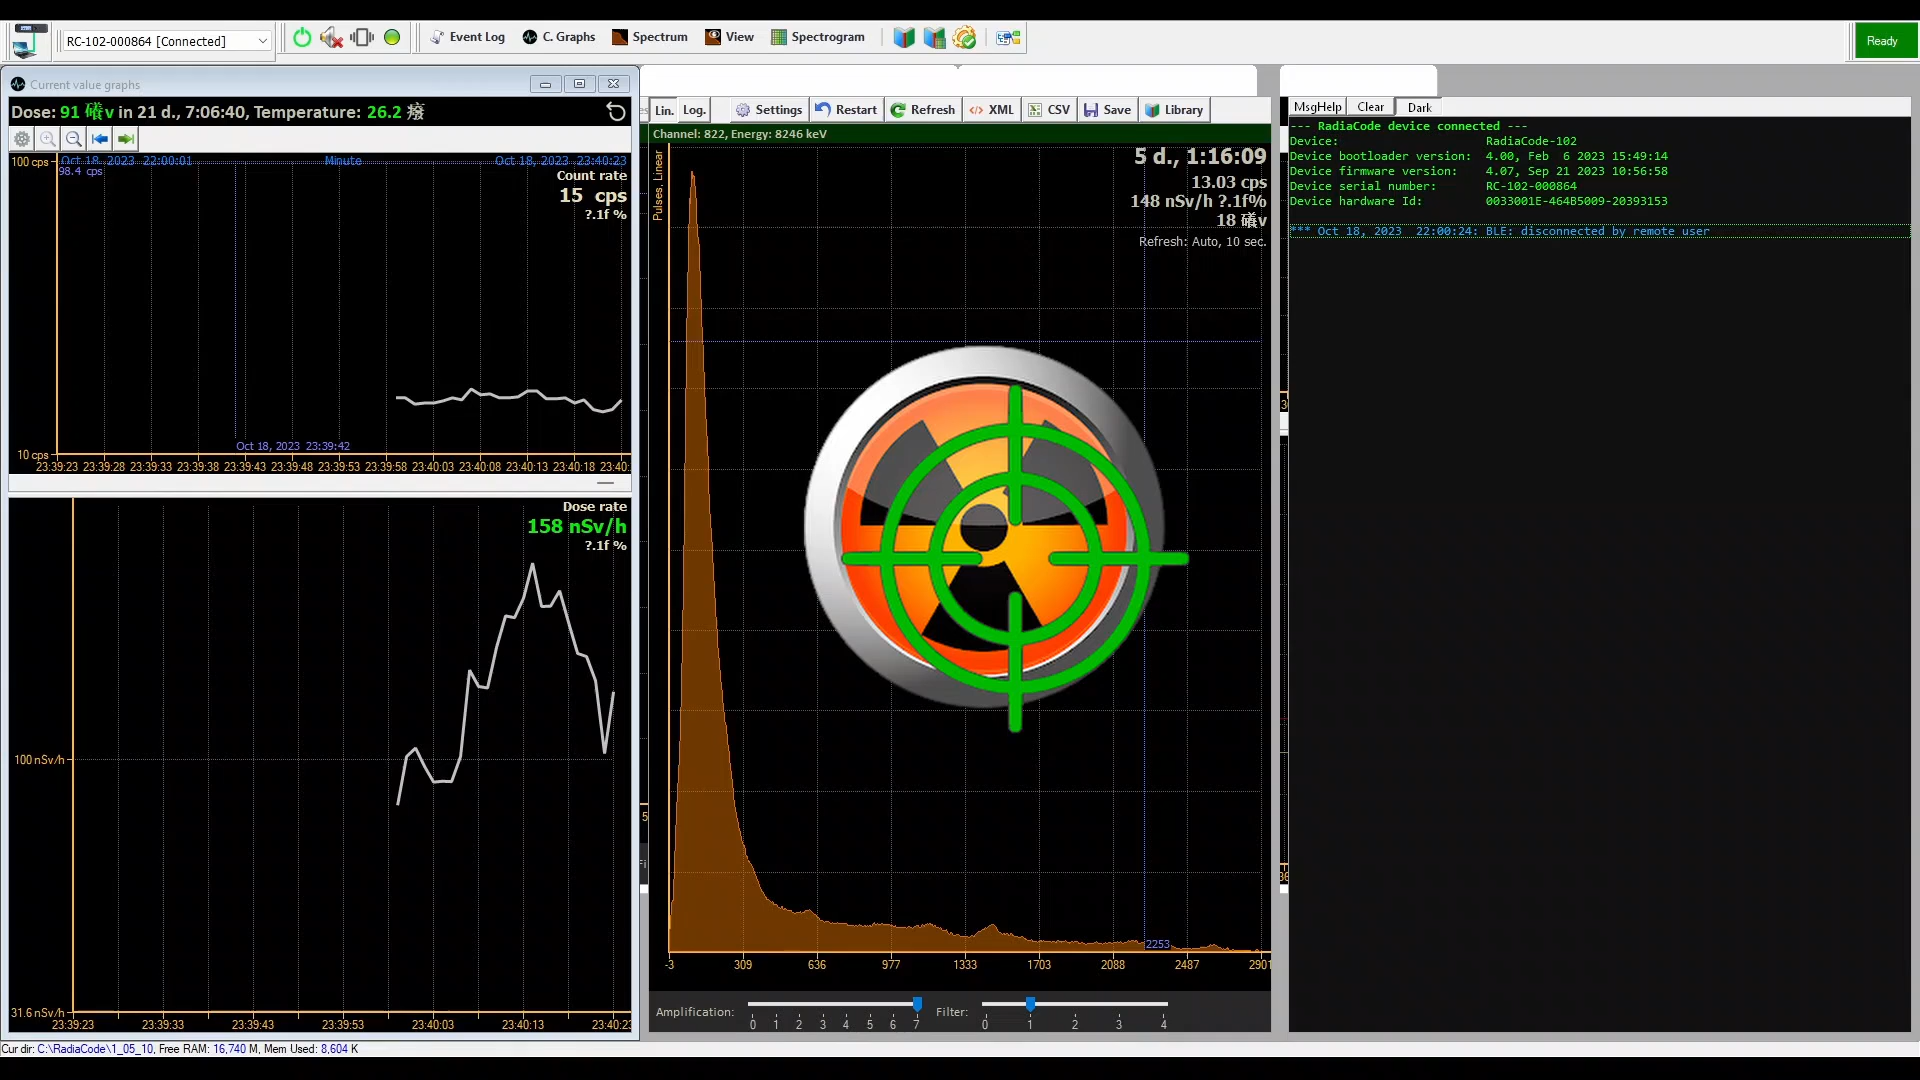 RC-102-000864 [Connected]
Event Log
C. Graphs
Spectrum
View
Spectrogram
Ready
Current value graphs
Dose: 91 礒v in 21 d., 7:06:40, Temperature: 26.2 癈
100 cps
Oct 18, 2023 22:00:01
Minute
Oct 18, 2023 23:40:23
98.4 cps
Count rate
15 cps
?.1f %
Oct 18, 2023 23:39:42
10 cps
23:39:23 23:39:28 23:39:33 23:39:38 23:39:43 23:39:48 23:39:53 23:39:58 23:40:03 23:40:08 23:40:13 23:40:18 23:40:
Dose rate
158 nSv/h
?.1f %
100 nSv/h
31.6 nSv/h
23:39:23 23:39:33 23:39:43 23:39:53 23:40:03 23:40:13 23:40:23
Lin. Log. Settings Restart Refresh XML CSV Save Library
Channel: 822, Energy: 8246 keV
Pulses, Linear
5 d., 1:16:09
13.03 cps
148 nSv/h ?.1f%
18 礒v
Refresh: Auto, 10 sec.
2253
-3 309 636 977 1333 1703 2088 2487 2901
Amplification: 0 1 2 3 4 5 6 7
Filter: 0 1 2 3 4
MsgHelp Clear Dark
--- RadiaCode device connected ---
Device: RadiaCode-102
Device bootloader version: 4.00, Feb 6 2023 15:49:14
Device firmware version: 4.07, Sep 21 2023 10:56:58
Device serial number: RC-102-000864
Device hardware Id: 0033001E-464B5009-20393153
*** Oct 18, 2023 22:00:24: BLE: disconnected by remote user
Cur dir: C:\RadiaCode\1_05_10, Free RAM: 16,740 M, Mem Used: 8,604 K